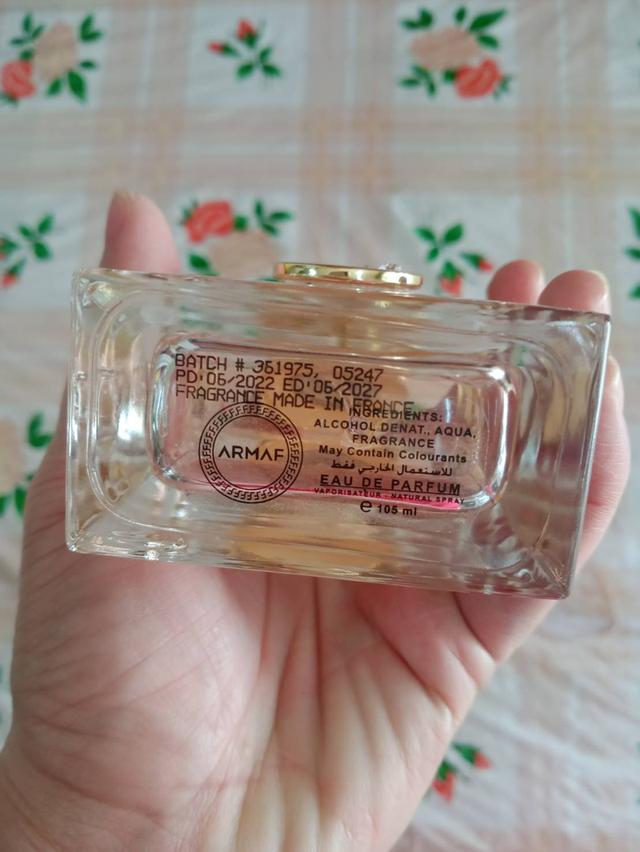 BATCH # 361975, 05247
PD 06/2022 ED 06/2027
FRAGRANCE MADE IN FRANCE
ARMAF
INGREDIENTS:
ALCOHOL DENAT., AQUA,
FRAGRANCE
May Contain Colourants
للاستعمال الخارجي فقط
EAU DE PARFUM
VAPORISATEUR - NATURAL SPRAY
e 105 ml